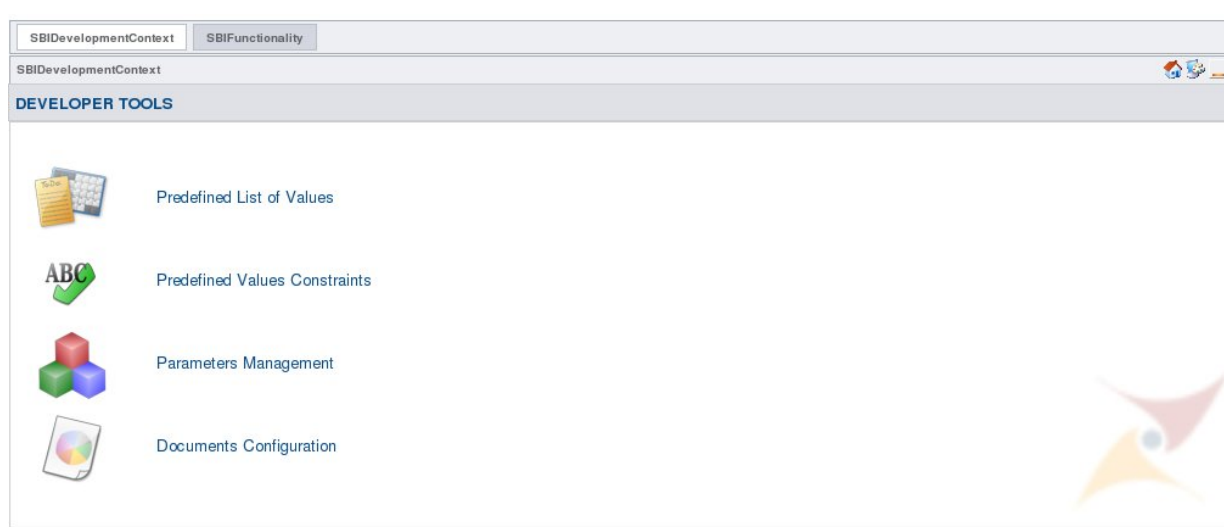 SBIDevelopmentContext SBIFunctionality
SBIDevelopmentContext
DEVELOPER TOOLS
Predefined List of Values
ABC
Predefined Values Constraints
Parameters Management
Documents Configuration